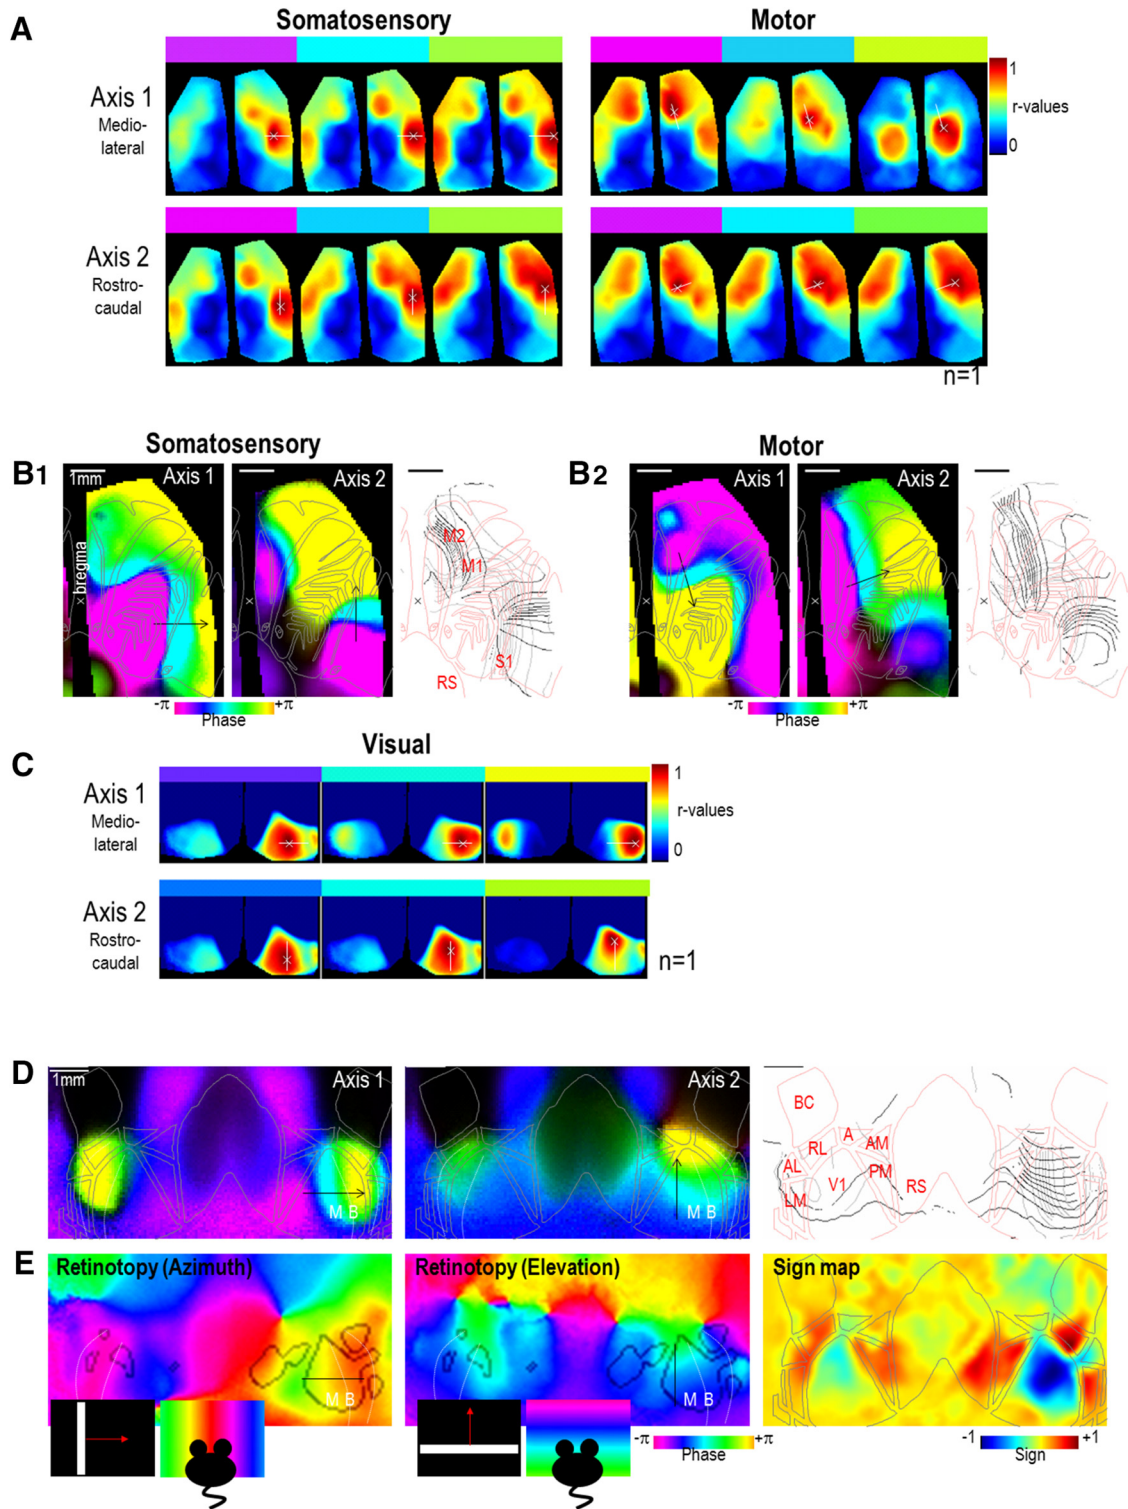 A
Somatosensory
Motor
Axis 1
Medio-
lateral
1
r-values
0
Axis 2
Rostro-
caudal
n=1
Somatosensory
Motor
B1
1mm
Axis 1
Axis 2
bregma
x
M2
M1
S1
RS
-π
+π
Phase
B2
Axis 1
Axis 2
x
x
-π
+π
Phase
Visual
C
Axis 1
Medio-
lateral
1
r-values
0
Axis 2
Rostro-
caudal
n=1
D
1mm
Axis 1
M B
Axis 2
M B
BC
A
AM
RL
AL
PM
V1
RS
LM
E
Retinotopy (Azimuth)
M B
Retinotopy (Elevation)
M B
Sign map
-π
+π
Phase
-1
+1
Sign